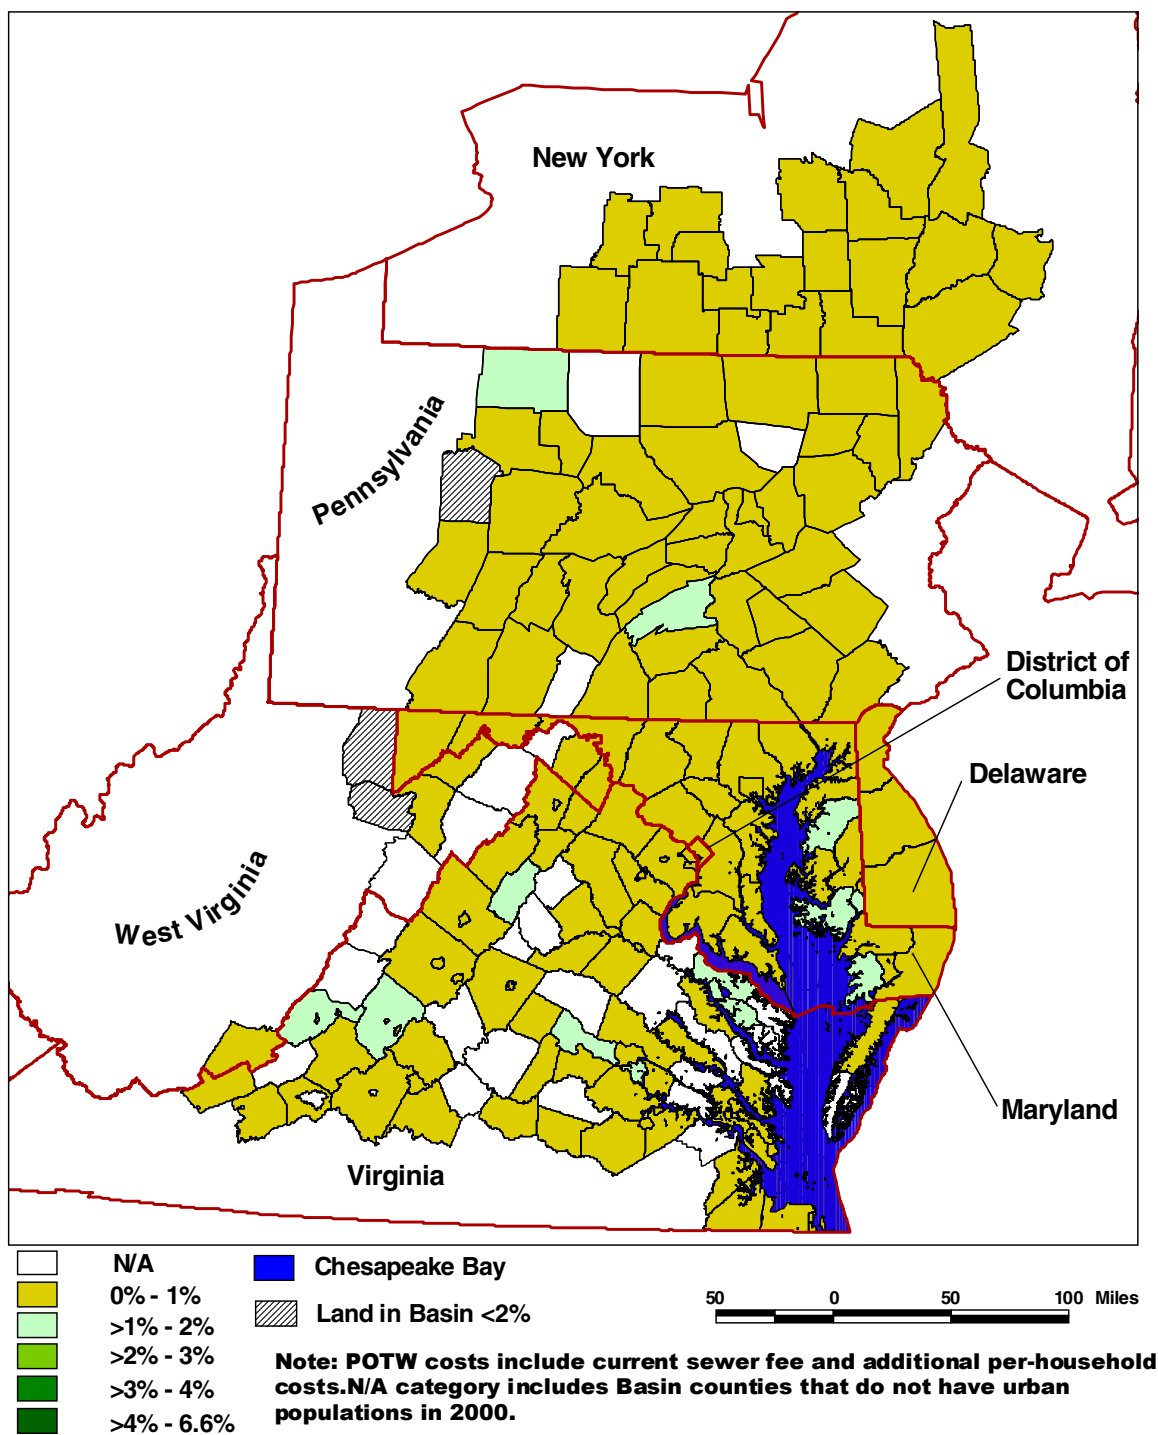 New York
Pennsylvania
District of
Columbia
Delaware
West Virginia
Maryland
Virginia
N/A
0% - 1%
>1% - 2%
>2% - 3%
>3% - 4%
>4% - 6.6%
Chesapeake Bay
Land in Basin <2%
50 0 50 100 Miles
Note: POTW costs include current sewer fee and additional per-household
costs.N/A category includes Basin counties that do not have urban
populations in 2000.